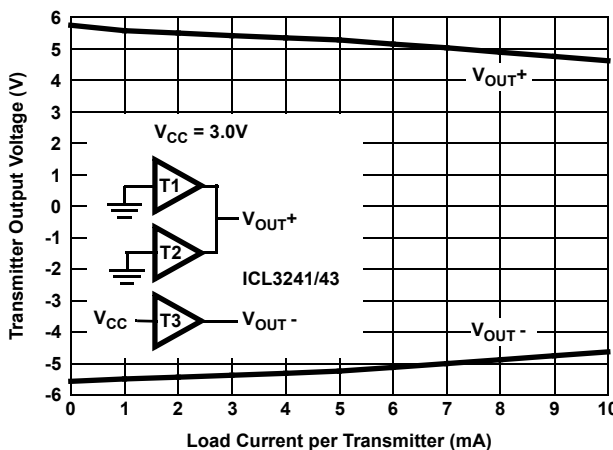 Transmitter Output Voltage (V)
6
5
4
3
2
1
0
-1
-2
-3
-4
-5
-6
VOUT+
VCC = 3.0V
T1
VOUT+
T2
ICL3241/43
VCC
T3
VOUT -
VOUT -
0 1 2 3 4 5 6 7 8 9 10
Load Current per Transmitter (mA)